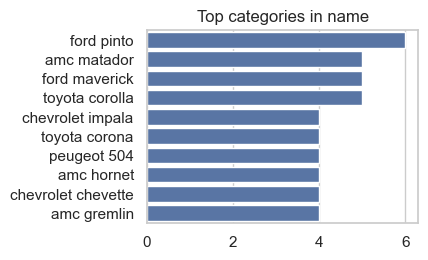 Top categories in name
ford pinto
amc matador
ford maverick
toyota corolla
chevrolet impala
toyota corona
peugeot 504
amc hornet
chevrolet chevette
amc gremlin
0 2 4 6